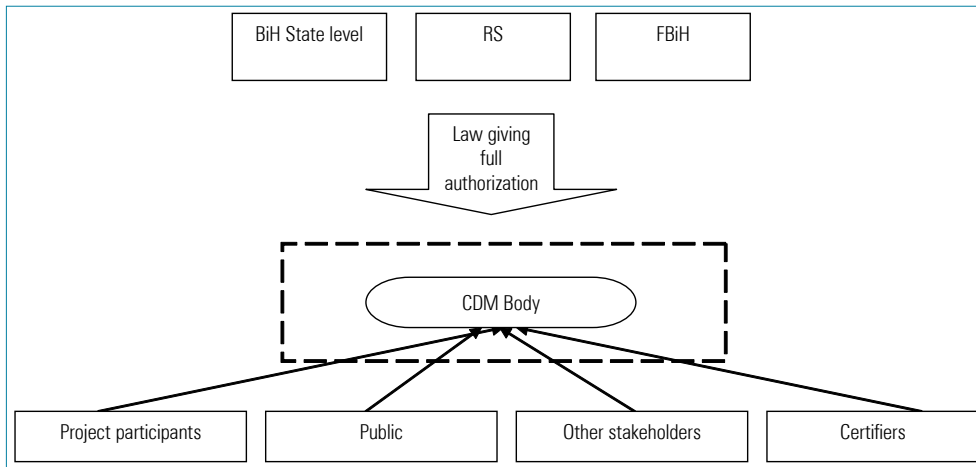 BiH State level
RS
FBiH
Law giving
full
authorization
CDM Body
Project participants
Public
Other stakeholders
Certifiers